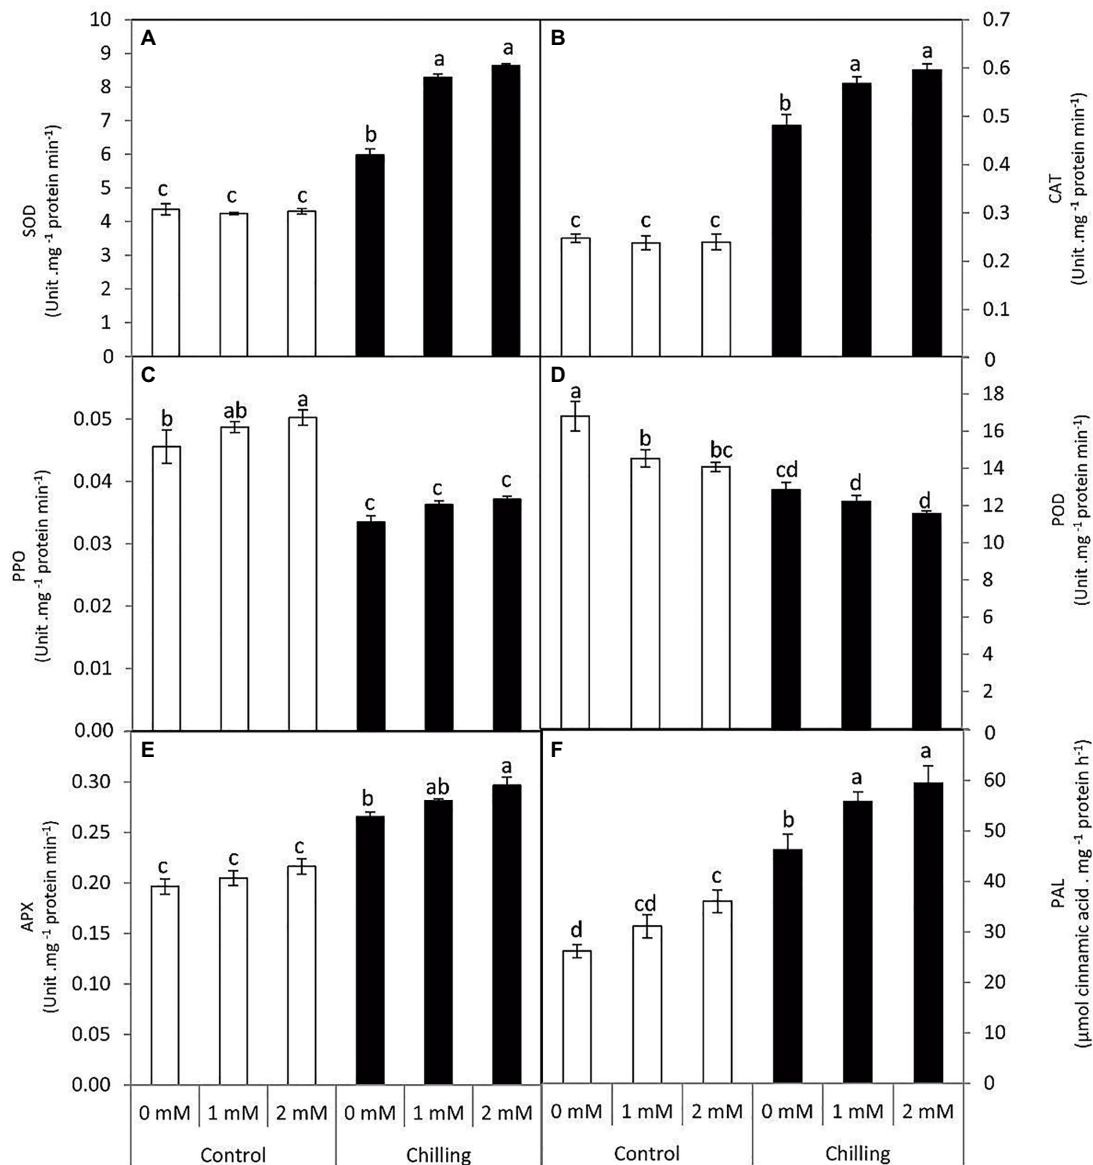 A
SOD
(Unit .mg -1 protein min-1)
10
9
8
7
6
5
4
3
2
1
0
c c c b a a
B
CAT
(Unit .mg -1 protein min-1)
0.7
0.6
0.5
0.4
0.3
0.2
0.1
0
c c c b a a
C
PPO
(Unit .mg -1 protein min-1)
0.05
0.04
0.03
0.02
0.01
0.00
b ab a c c c
D
POD
(Unit .mg -1 protein min-1)
18
16
14
12
10
8
6
4
2
0
a b bc cd d d
E
APX
(Unit .mg -1 protein min-1)
0.30
0.25
0.20
0.15
0.10
0.05
0.00
c c c b ab a
F
PAL
(µmol cinnamic acid . mg -1 protein h-1)
60
50
40
30
20
10
0
d cd c b a a
0 mM 1 mM 2 mM 0 mM 1 mM 2 mM 0 mM 1 mM 2 mM 0 mM 1 mM 2 mM
Control Chilling Control Chilling